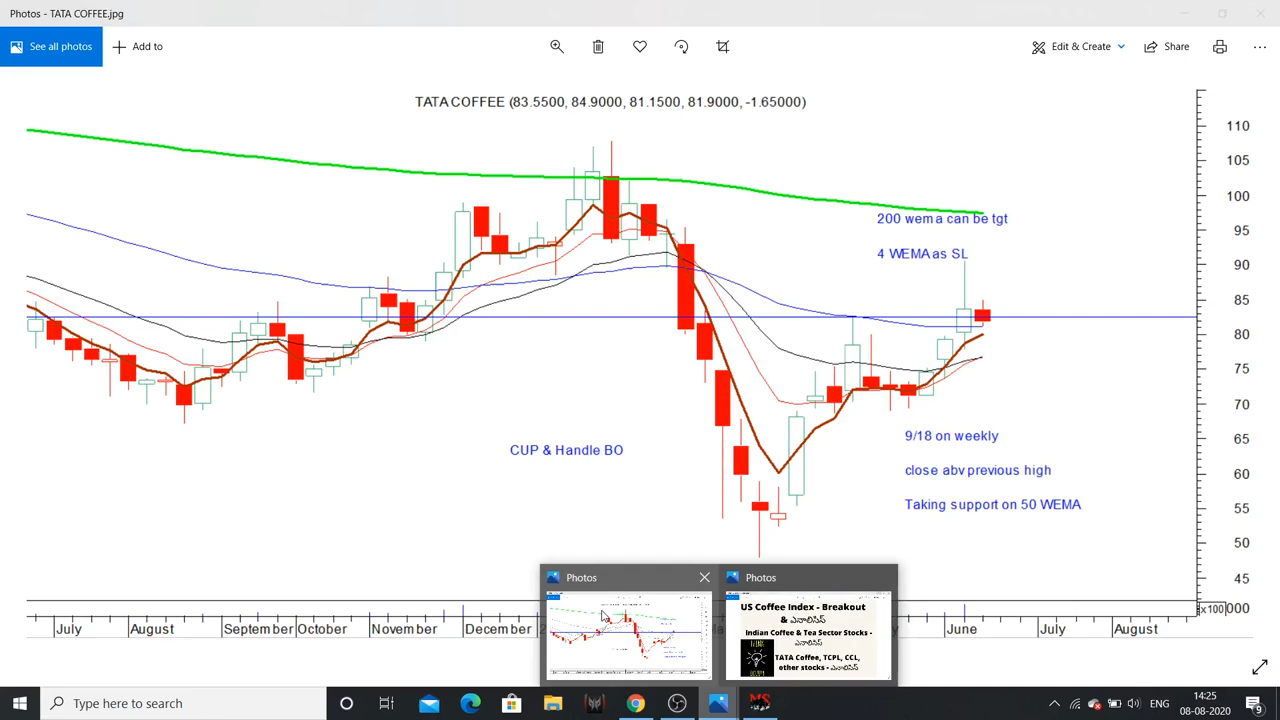 Photos - TATA COFFEE.jpg
See all photos
Add to
Edit & Create
Share
TATA COFFEE (83.5500, 84.9000, 81.1500, 81.9000, -1.65000)
110
105
100
95
90
85
80
75
70
65
60
55
50
45
200 wema can be tgt
4 WEMA as SL
9/18 on weekly
close abv previous high
Taking support on 50 WEMA
CUP & Handle BO
x100
000
July
August
September
October
November
December
June
July
August
Photos
Photos
US Coffee Index - Breakout
& ఎనాలిసిస్
Indian Coffee & Tea Sector Stocks -
ఎనాలిసిస్
TATA Coffee, TCPL, CCL,
other stocks - ఎనాలిసిస్
Type here to search
ENG
14:25
08-08-2020
9